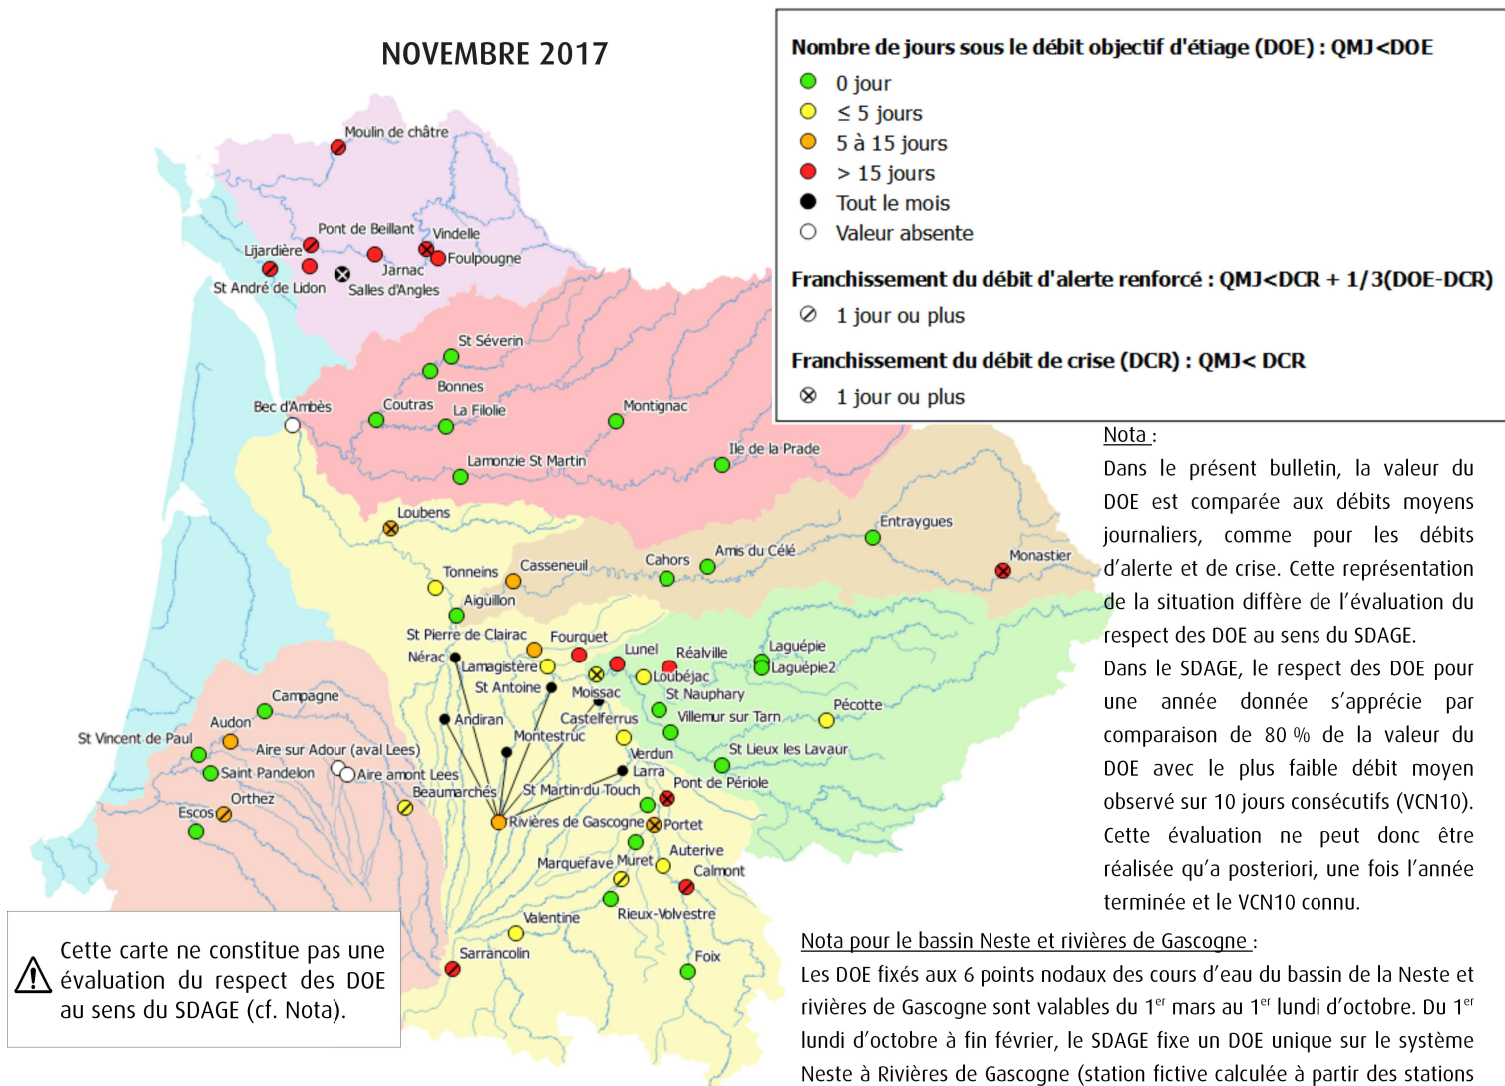 NOVEMBRE 2017
Nombre de jours sous le débit objectif d'étiage (DOE) : QMJ<DOE
0 jour
≤ 5 jours
5 à 15 jours
> 15 jours
Tout le mois
Valeur absente
Franchissement du débit d'alerte renforcé : QMJ<DCR + 1/3(DOE-DCR)
1 jour ou plus
Franchissement du débit de crise (DCR) : QMJ< DCR
1 jour ou plus
Moulin de châtre
Pont de Beillant
Vindelle
Lijardière
Foulpougne
Jarnac
St André de Lidon
Salles d'Angles
St Séverin
Bonnes
Bec d'Ambès
Coutras
La Filolie
Montignac
Ile de la Prade
Lamonzie St Martin
Loubens
Entraygues
Amis du Célé
Cahors
Monastier
Casseneuil
Tonneins
Aiguillon
St Pierre de Clairac
Fourquet
Lunel
Réalville
Laguépie
Nérac
Lamagistère
Loubéjac
Laguépie2
St Antoine
Moissac
St Nauphary
Campagne
Andiran
Castelferrus
Villemur sur Tarn
Pécotte
Audon
Montestruc
St Vincent de Paul
Aire sur Adour (aval Lees)
Verdun
St Lieux les Lavaur
Saint Pandelon
Aire amont Lees
Larra
Beaumarchés
St Martin du Touch
Pont de Périole
Orthez
Escos
Rivières de Gascogne
Portet
Auterive
Marquefave
Muret
Calmont
Rieux-Volvestre
Valentine
Sarrancolin
Foix
Nota :
Dans le présent bulletin, la valeur du
DOE est comparée aux débits moyens
journaliers, comme pour les débits
d'alerte et de crise. Cette représentation
de la situation diffère de l'évaluation du
respect des DOE au sens du SDAGE.
Dans le SDAGE, le respect des DOE pour
une année donnée s'apprécie par
comparaison de 80 % de la valeur du
DOE avec le plus faible débit moyen
observé sur 10 jours consécutifs (VCN10).
Cette évaluation ne peut donc être
réalisée qu'a posteriori, une fois l'année
terminée et le VCN10 connu.
Cette carte ne constitue pas une
évaluation du respect des DOE
au sens du SDAGE (cf. Nota).
Nota pour le bassin Neste et rivières de Gascogne :
Les DOE fixés aux 6 points nodaux des cours d'eau du bassin de la Neste et
rivières de Gascogne sont valables du 1er mars au 1er lundi d'octobre. Du 1er
lundi d'octobre à fin février, le SDAGE fixe un DOE unique sur le système
Neste à Rivières de Gascogne (station fictive calculée à partir des stations